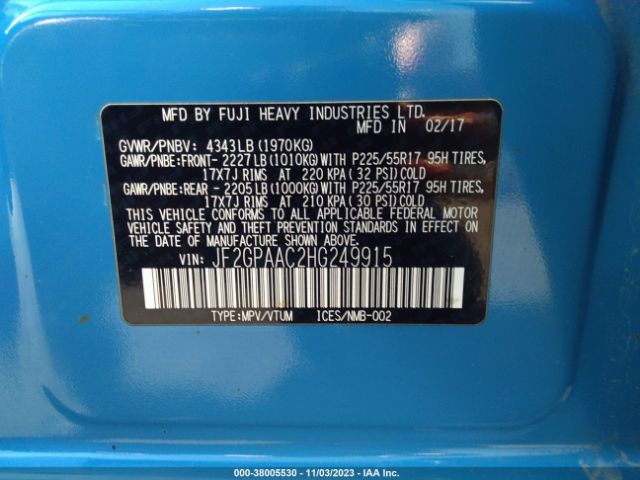 MFD BY FUJI HEAVY INDUSTRIES LTD.
MFD IN 02/17
GVWR/PNBV: 4343LB(1970KG)
GAWR/PNBE:FRONT- 2227LB(1010KG)WITH P225/55R17 95H TIRES,
17X7J RIMS AT 220 KPA(32 PSI)COLD
GAWR/PNBE:REAR - 2205LB(1000KG)WITH P225/55R17 95H TIRES,
17X7J RIMS AT 210 KPA(30 PSI)COLD
THIS VEHICLE CONFORMS TO ALL APPLICABLE FEDERAL MOTOR
VEHICLE SAFETY AND THEFT PREVENTION STANDARDS IN EFFECT ON
THE DATE OF MANUFACTURE SHOWN ABOVE.
VIN: JF2GPAAC2HG249915
TYPE:MPV/VTUM ICES/NMB-002
000-38005530 - 11/03/2023 - IAA Inc.